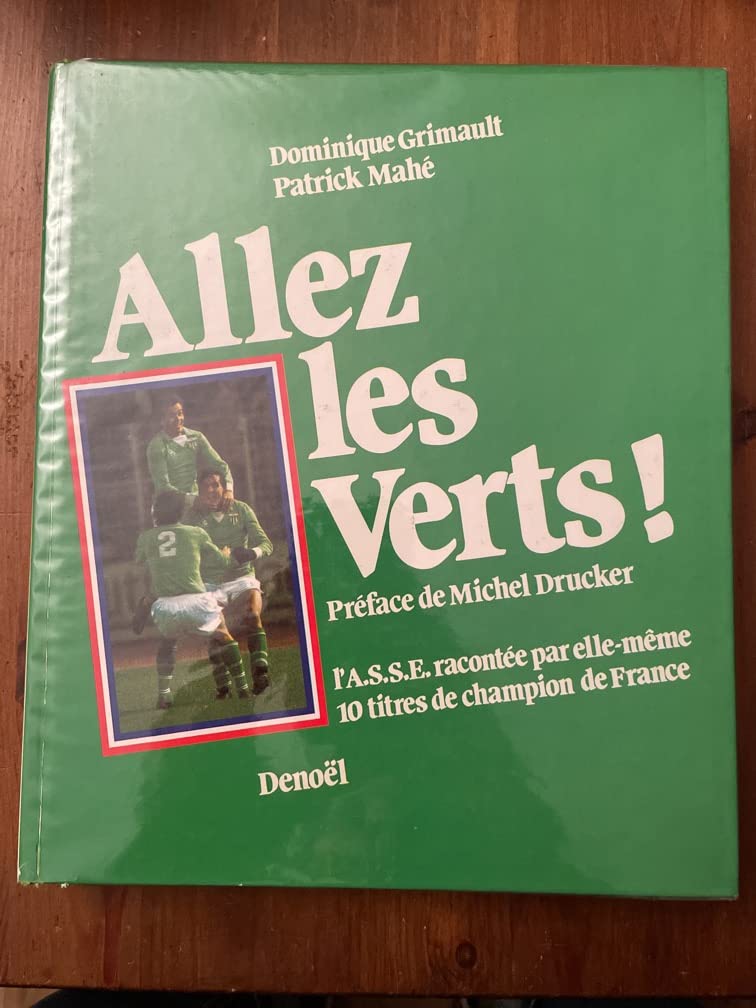 Dominique Grimault
Patrick Mahé
Allez
les
verts!
2
Préface de Michel Drucker
l'A.S.S.E. racontée par elle-même
10 titres de champion de France
Denoël